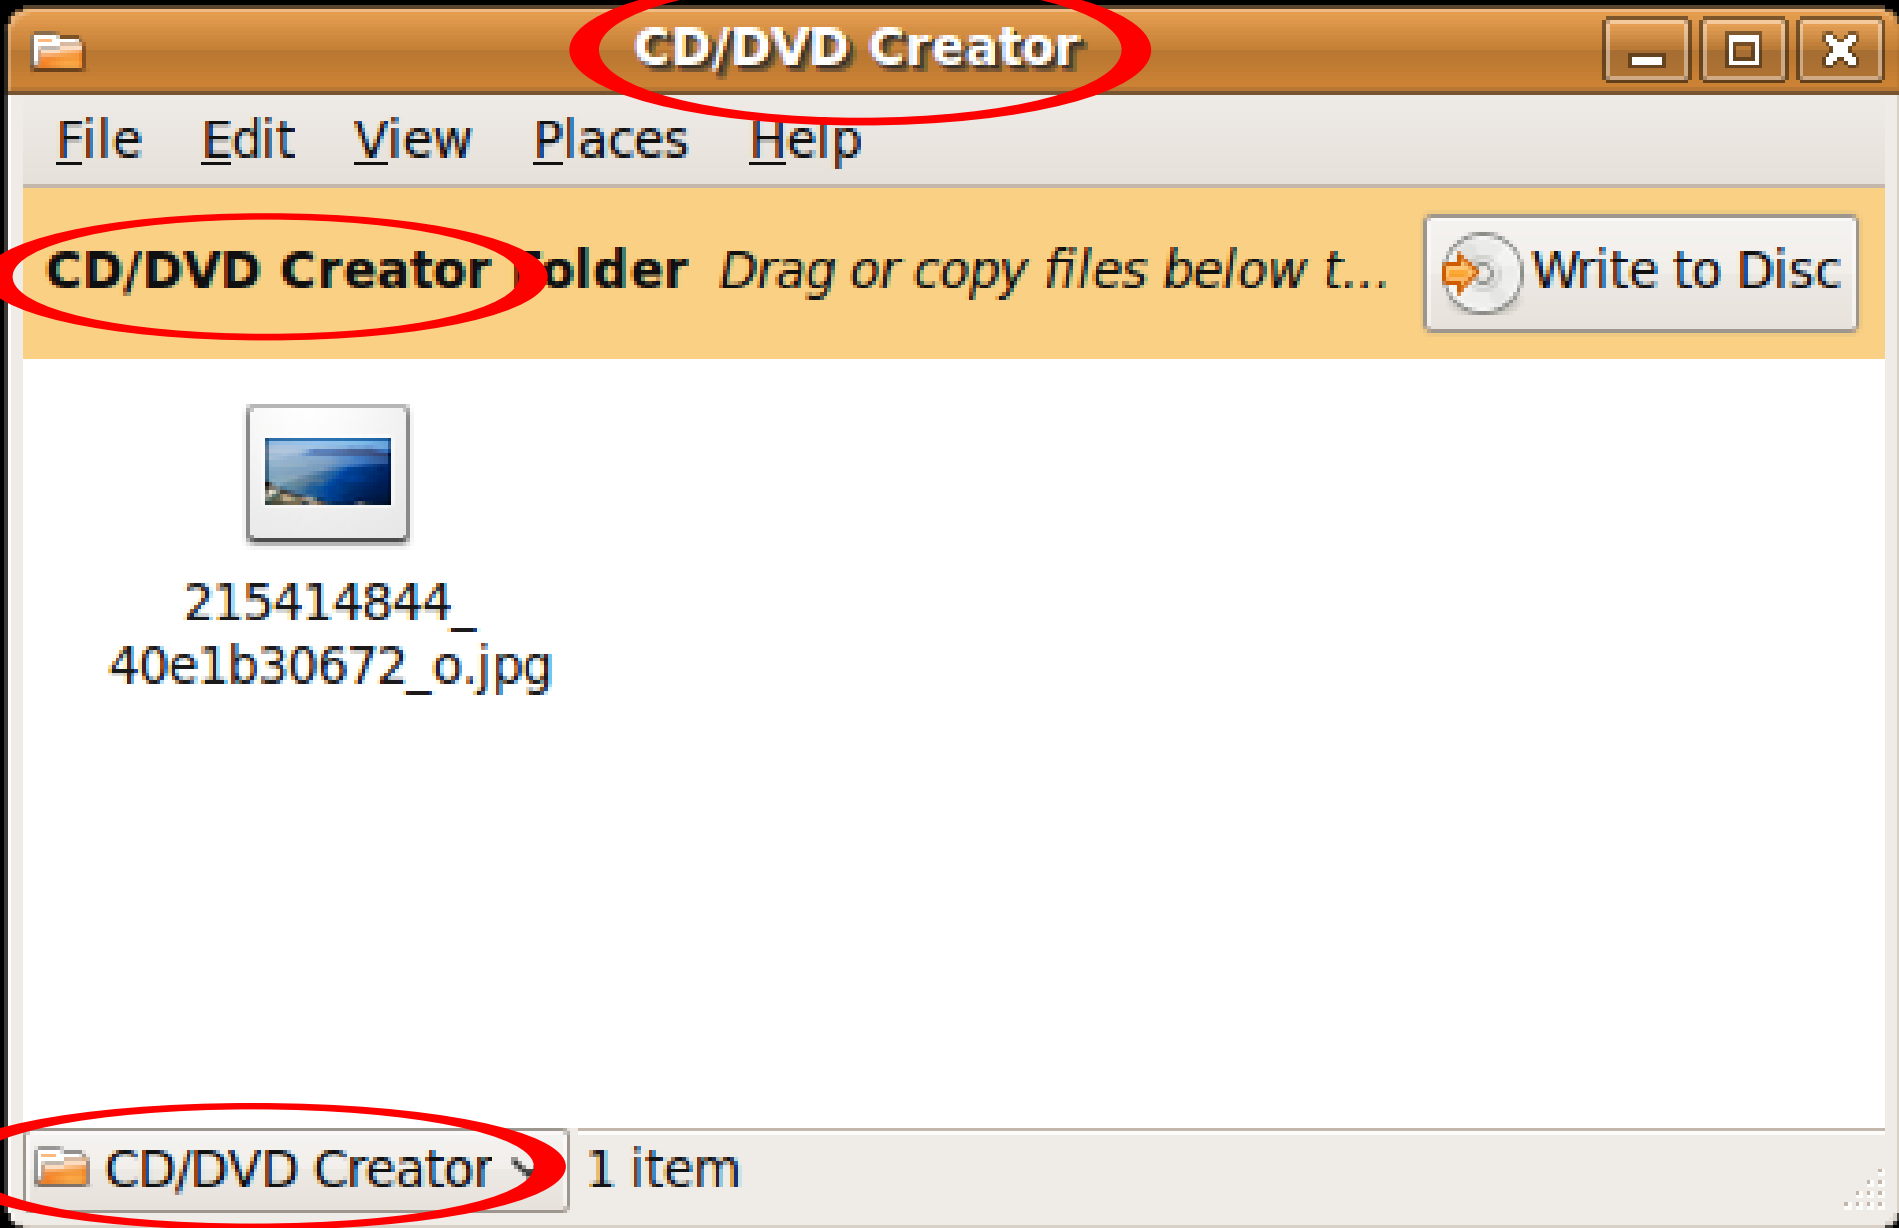 CD/DVD Creator
File Edit View Places Help
CD/DVD Creator Folder Drag or copy files below t... Write to Disc
215414844_
40e1b30672_o.jpg
CD/DVD Creator 1 item